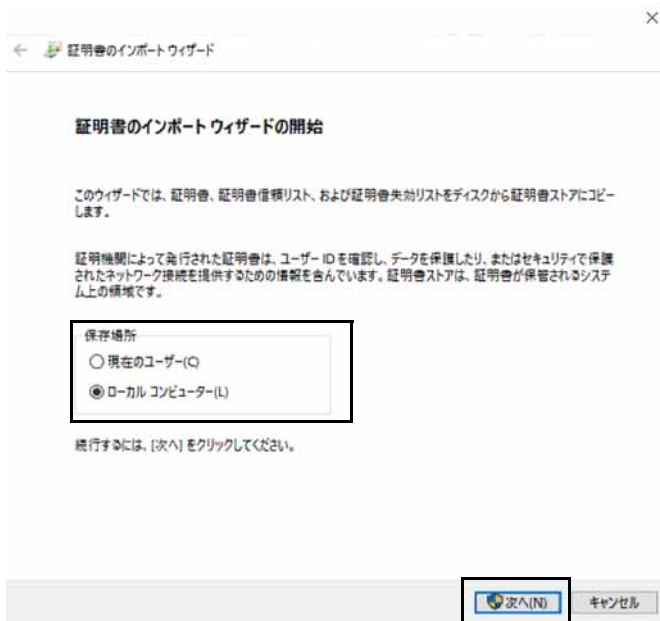 証明書のインポート ウィザード
証明書のインポート ウィザードの開始
このウィザードでは、証明書、証明書信頼リスト、および証明書失効リストをディスクから証明書ストアにコピー
します。
証明機関によって発行された証明書は、ユーザー ID を確認し、データを保護したり、またはセキュリティで保護
されたネットワーク接続を提供するための情報を含んでいます。証明書ストアは、証明書が保管されるシステ
ム上の領域です。
保存場所
現在のユーザー(C)
ローカル コンピューター(L)
続行するには、[次へ] をクリックしてください。
次へ(N)
キャンセル